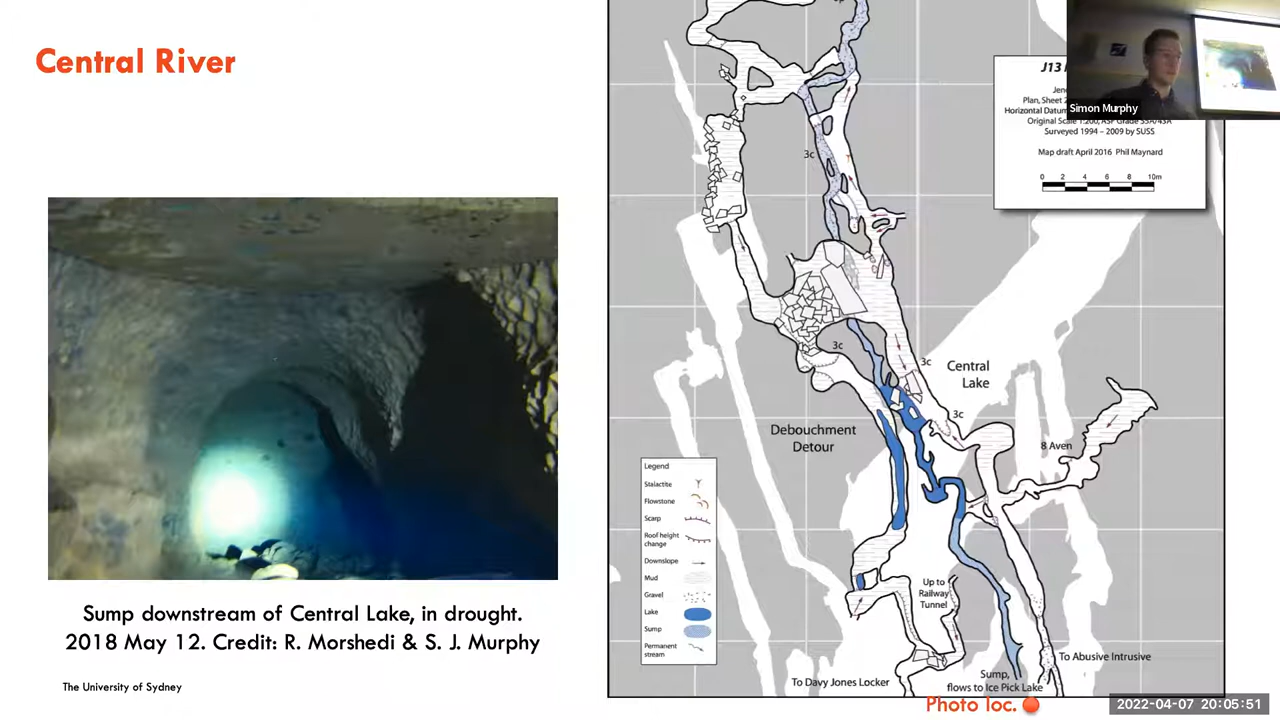 Central River
Sump downstream of Central Lake, in drought.
2018 May 12. Credit: R. Morshedi & S. J. Murphy
The University of Sydney
J13
Plan, Sheet
Horizontal Datum
Original Scale 1:200, ASF Grade
Surveyed 1994 – 2009 by SUSS
Map draft April 2016 Phil Maynard
0 2 4 6 8 10m
Simon Murphy
3c
3c
3c
3c
Central
Lake
Debouchment
Detour
8 Aven
Legend
Stalactite
Flowstone
Scarp
Roof height
change
Downslope
Mud
Gravel
Lake
Sump
Permanent
stream
Up to
Railway
Tunnel
To Abusive Intrusive
To Davy Jones Locker
Sump,
flows to Ice Pick Lake
Photo loc.
2022-04-07 20:05:51